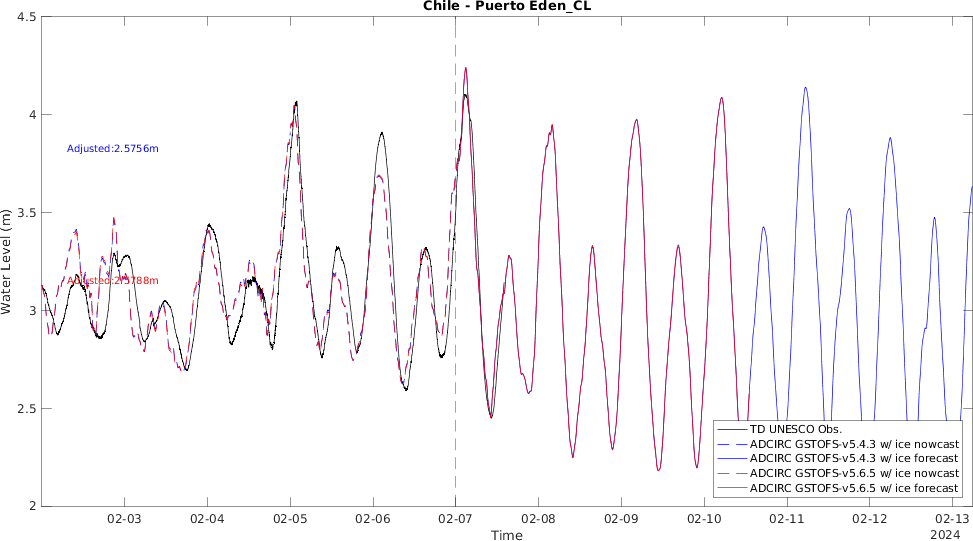 Chile - Puerto Eden_CL
4.5
4
3.5
3
2.5
2
Water Level (m)
Adjusted:2.5756m
Adjusted:2.5788m
TD UNESCO Obs.
ADCIRC GSTOFS-v5.4.3 w/ ice nowcast
ADCIRC GSTOFS-v5.4.3 w/ ice forecast
ADCIRC GSTOFS-v5.6.5 w/ ice nowcast
ADCIRC GSTOFS-v5.6.5 w/ ice forecast
02-03 02-04 02-05 02-06 02-07 02-08 02-09 02-10 02-11 02-12 02-13
2024
Time